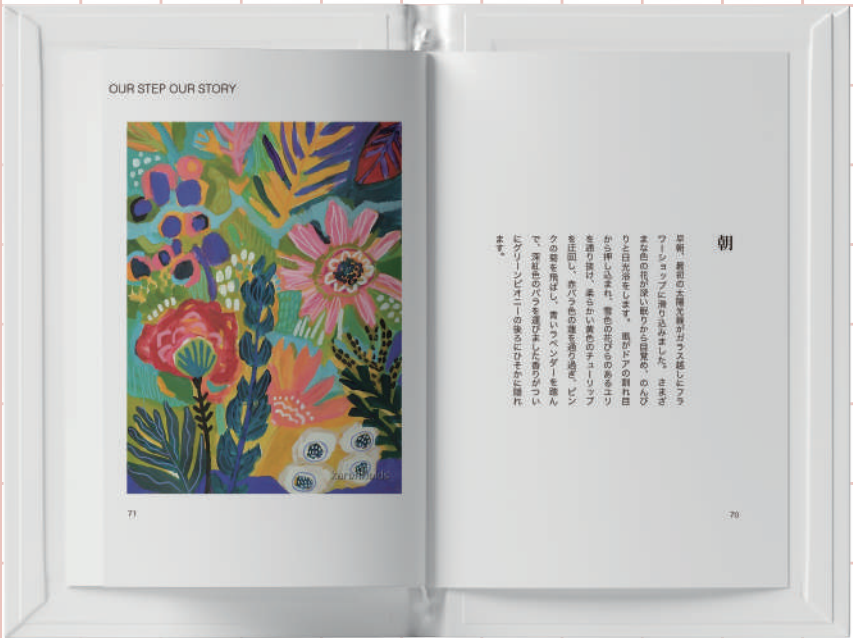 OUR STEP OUR STORY
71
朝
早朝、最初の太陽光線がガラス越しにフラ
ワーショップに滑り込みました。さまざ
まな色の花が深い眠りから目覚め、のんび
りと日光浴をします。風がドアの割れ目
から押し込まれ、雪色の花びらのあるユリ
を通り抜け、柔らかい黄色のチューリップ
を迂回し、赤バラ色の蓮を通り過ぎ、ピン
クの菊を飛ばし、青いラベンダーを踏ん
で、深紅色のバラを運びました香りがつい
にグリーンピオニーの後ろにひそかに隠れ
ます。
70